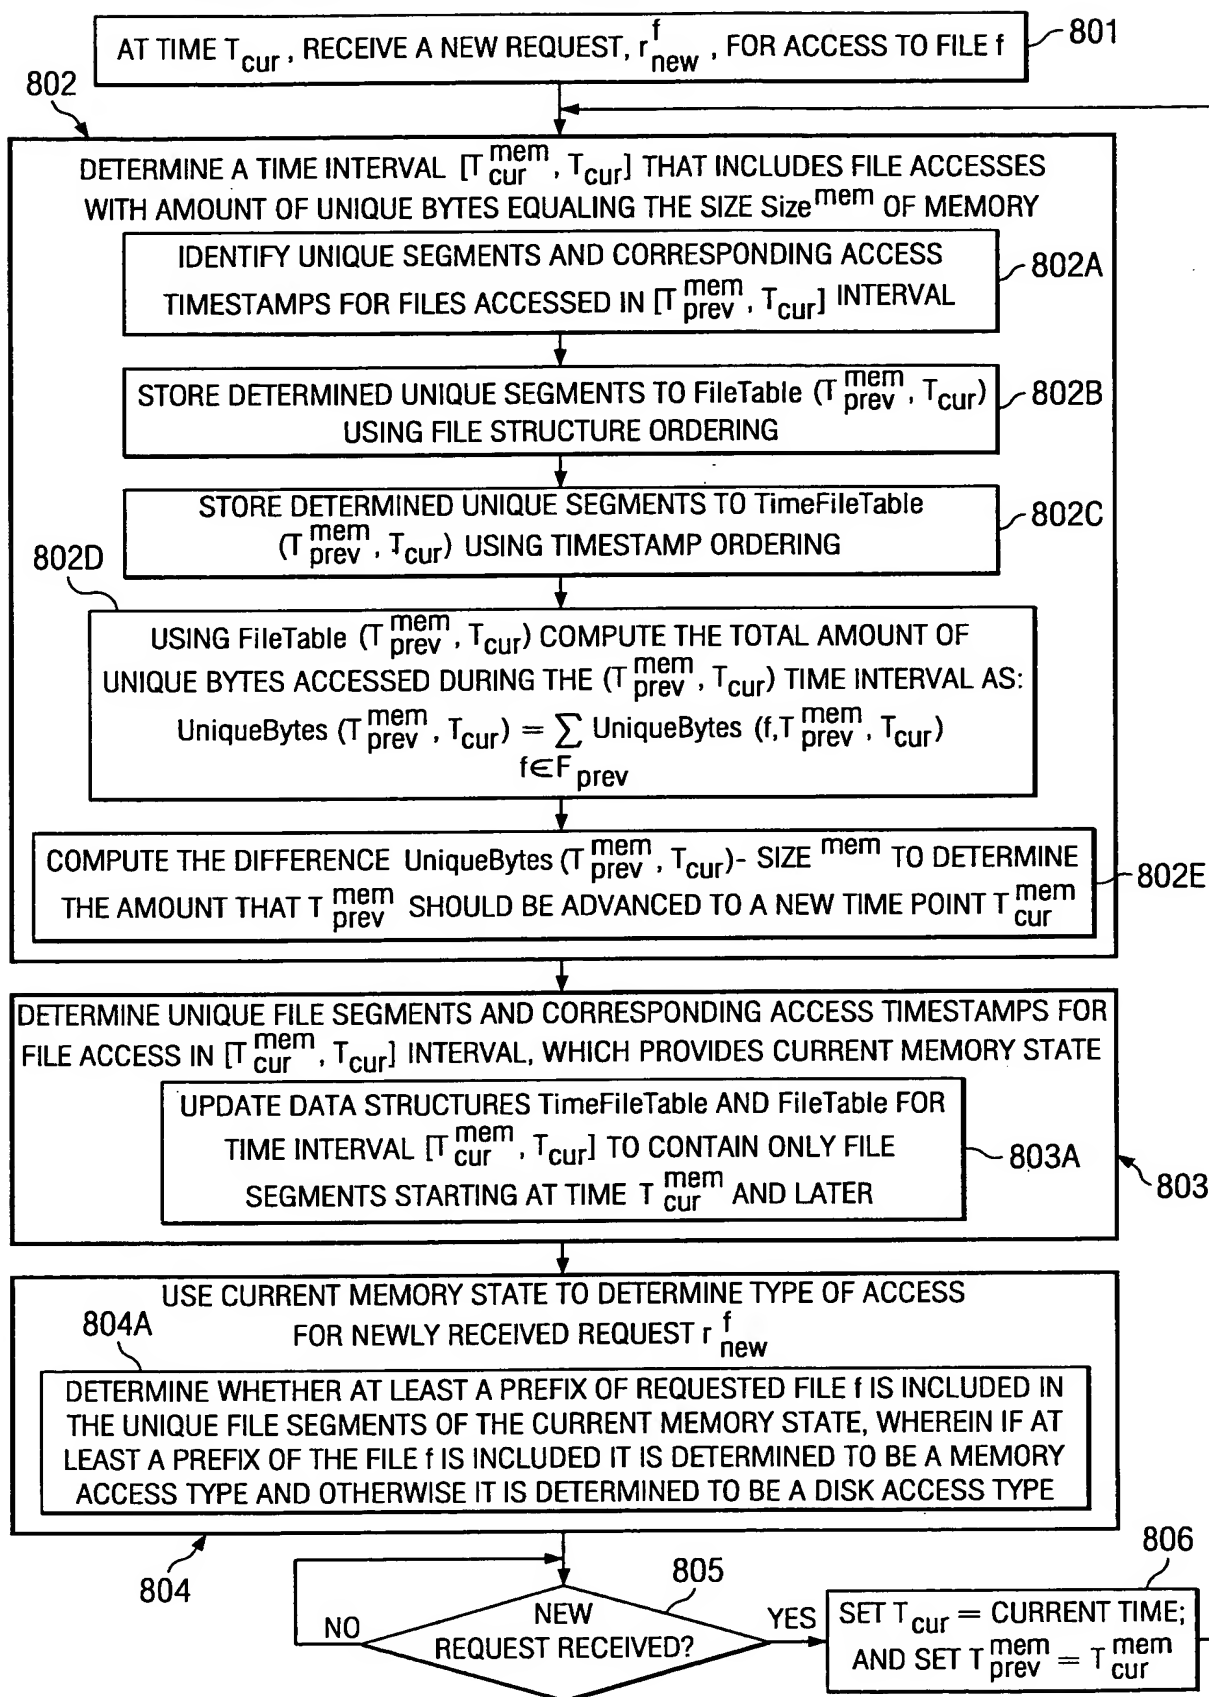 AT TIME T_cur, RECEIVE A NEW REQUEST, r^f_new, FOR ACCESS TO FILE f
801
802
DETERMINE A TIME INTERVAL [T^mem_cur, T_cur] THAT INCLUDES FILE ACCESSES
WITH AMOUNT OF UNIQUE BYTES EQUALING THE SIZE Size^mem OF MEMORY
IDENTIFY UNIQUE SEGMENTS AND CORRESPONDING ACCESS
TIMESTAMPS FOR FILES ACCESSED IN [T^mem_prev, T_cur] INTERVAL
802A
STORE DETERMINED UNIQUE SEGMENTS TO FileTable (T^mem_prev, T_cur)
USING FILE STRUCTURE ORDERING
802B
STORE DETERMINED UNIQUE SEGMENTS TO TimeFileTable
(T^mem_prev, T_cur) USING TIMESTAMP ORDERING
802C
802D
USING FileTable (T^mem_prev, T_cur) COMPUTE THE TOTAL AMOUNT OF
UNIQUE BYTES ACCESSED DURING THE (T^mem_prev, T_cur) TIME INTERVAL AS:
UniqueBytes (T^mem_prev, T_cur) = ∑ UniqueBytes (f,T^mem_prev, T_cur)
f∈F_prev
COMPUTE THE DIFFERENCE UniqueBytes (T^mem_prev, T_cur)- SIZE^mem TO DETERMINE
THE AMOUNT THAT T^mem_prev SHOULD BE ADVANCED TO A NEW TIME POINT T^mem_cur
802E
DETERMINE UNIQUE FILE SEGMENTS AND CORRESPONDING ACCESS TIMESTAMPS FOR
FILE ACCESS IN [T^mem_cur, T_cur] INTERVAL, WHICH PROVIDES CURRENT MEMORY STATE
UPDATE DATA STRUCTURES TimeFileTable AND FileTable FOR
TIME INTERVAL [T^mem_cur, T_cur] TO CONTAIN ONLY FILE
SEGMENTS STARTING AT TIME T^mem_cur AND LATER
803A
803
USE CURRENT MEMORY STATE TO DETERMINE TYPE OF ACCESS
FOR NEWLY RECEIVED REQUEST r^f_new
804A
DETERMINE WHETHER AT LEAST A PREFIX OF REQUESTED FILE f IS INCLUDED IN
THE UNIQUE FILE SEGMENTS OF THE CURRENT MEMORY STATE, WHEREIN IF AT
LEAST A PREFIX OF THE FILE f IS INCLUDED IT IS DETERMINED TO BE A MEMORY
ACCESS TYPE AND OTHERWISE IT IS DETERMINED TO BE A DISK ACCESS TYPE
804
805
NEW
REQUEST RECEIVED?
NO
YES
806
SET T_cur = CURRENT TIME;
AND SET T^mem_prev = T^mem_cur